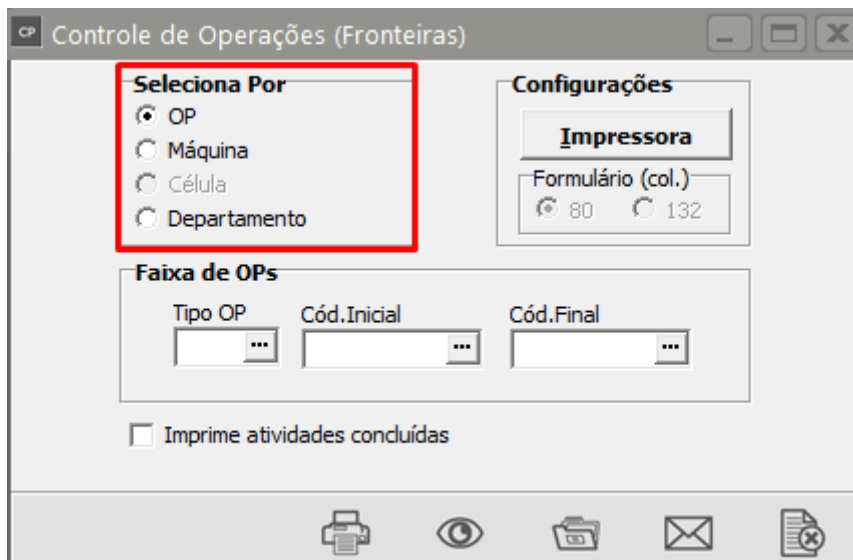 CP Controle de Operações (Fronteiras)
Seleciona Por
OP
Máquina
Célula
Departamento
Configurações
Impressora
Formulário (col.)
80 132
Faixa de OPs
Tipo OP Cód.Inicial Cód.Final
... ... ...
Imprime atividades concluídas